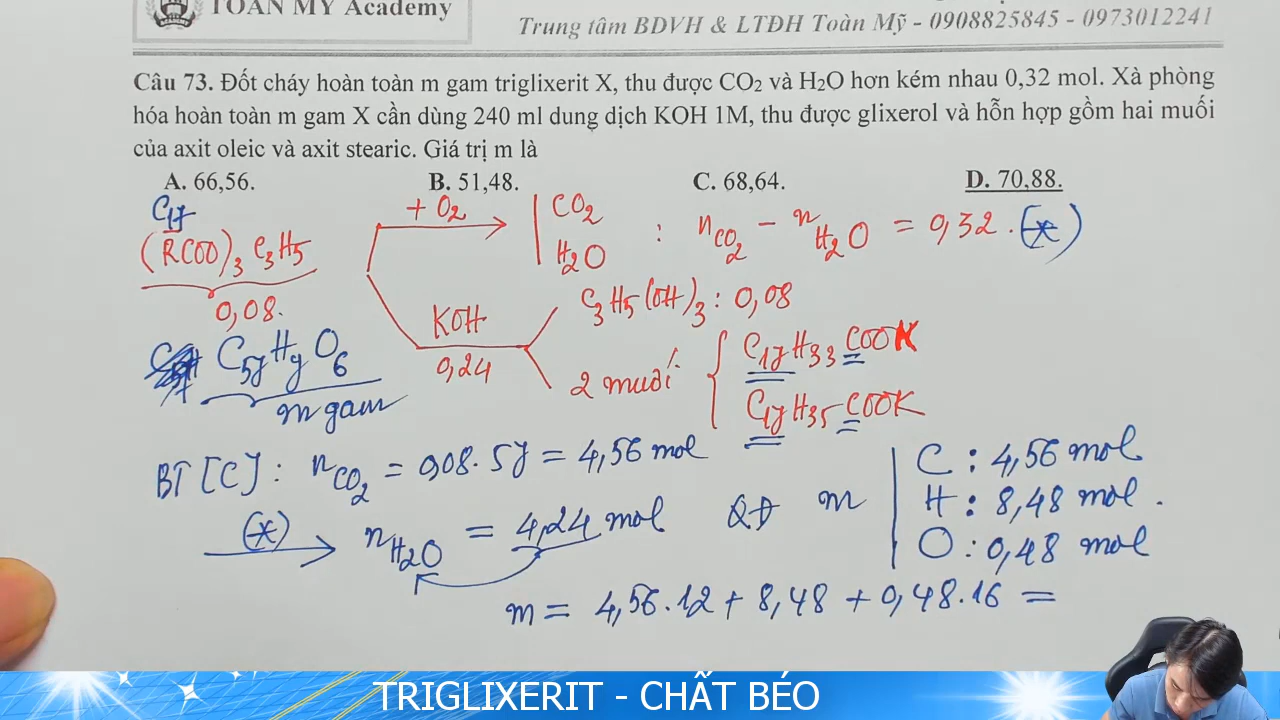 TOÀN MỸ Academy
Trung tâm BDVH & LTĐH Toàn Mỹ - 0908825845 - 0973012241
Câu 73. Đốt cháy hoàn toàn m gam triglixerit X, thu được CO2 và H2O hơn kém nhau 0,32 mol. Xà phòng
hóa hoàn toàn m gam X cần dùng 240 ml dung dịch KOH 1M, thu được glixerol và hỗn hợp gồm hai muối
của axit oleic và axit stearic. Giá trị m là
A. 66,56. B. 51,48. C. 68,64. D. 70,88.
C17
+ O2 CO2
(RCOO)3 C3H5 H2O : nCO2 - nH2O = 0,32. (*)
0,08. KOH C3H5(OH)3 : 0,08
C57HyO6 0,24 2 muối C17H33COOK
m gam C17H35COOK
BT [C] : nCO2 = 0,08. 57 = 4,56 mol C : 4,56 mol
(*) nH2O = 4,24 mol QĐ m H : 8,48 mol .
O : 0,48 mol
m = 4,56.12 + 8,48 + 0,48.16 =
TRIGLIXERIT - CHẤT BÉO